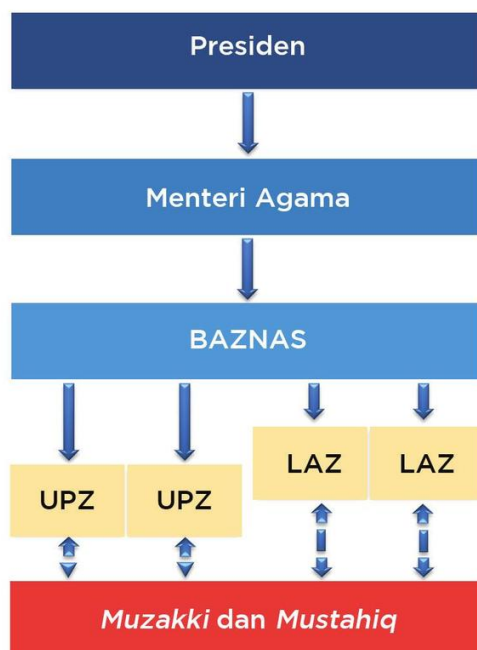 Presiden
Menteri Agama
BAZNAS
UPZ
UPZ
LAZ
LAZ
Muzakki dan Mustahiq